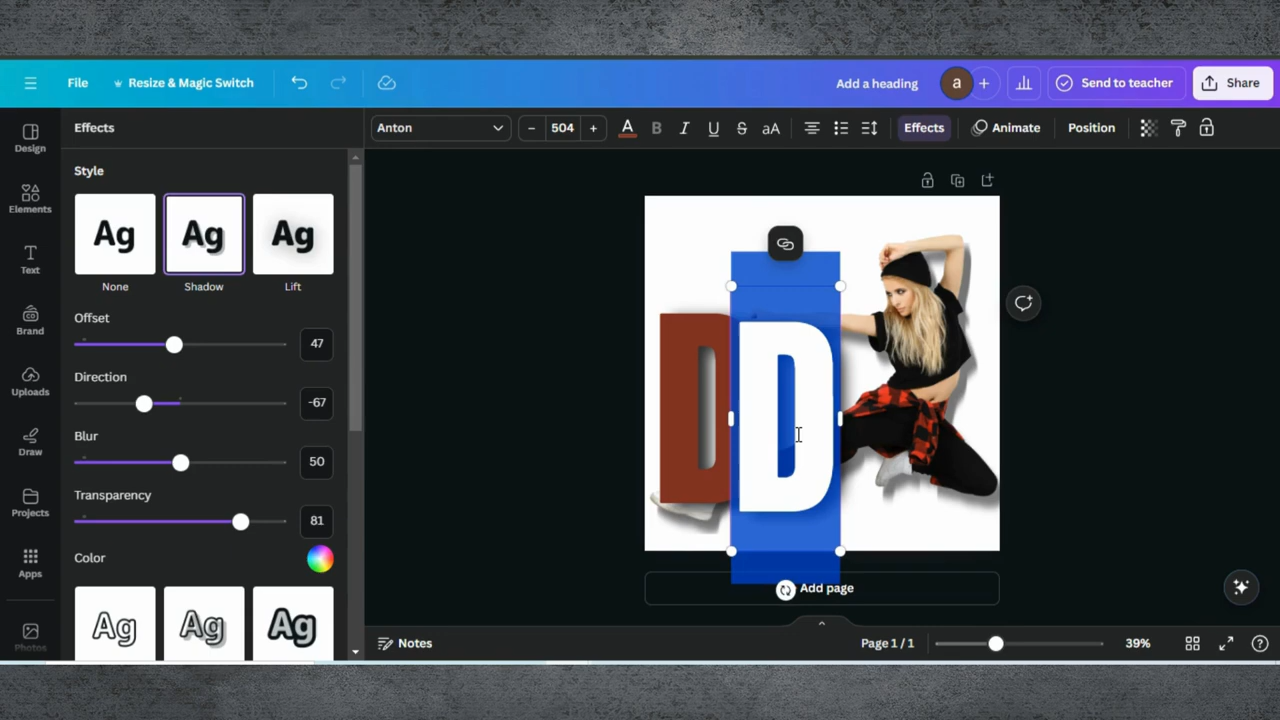 File
Resize & Magic Switch
Add a heading
a
Send to teacher
Share
Design
Elements
Text
Brand
Uploads
Draw
Projects
Apps
Photos
Effects
Style
Ag
Ag
Ag
None
Shadow
Lift
Offset
47
Direction
-67
Blur
50
Transparency
81
Color
Ag
Ag
Ag
Anton
504
A
B
I
U
S
aA
Effects
Animate
Position
D
D
Add page
Notes
Page 1 / 1
39%